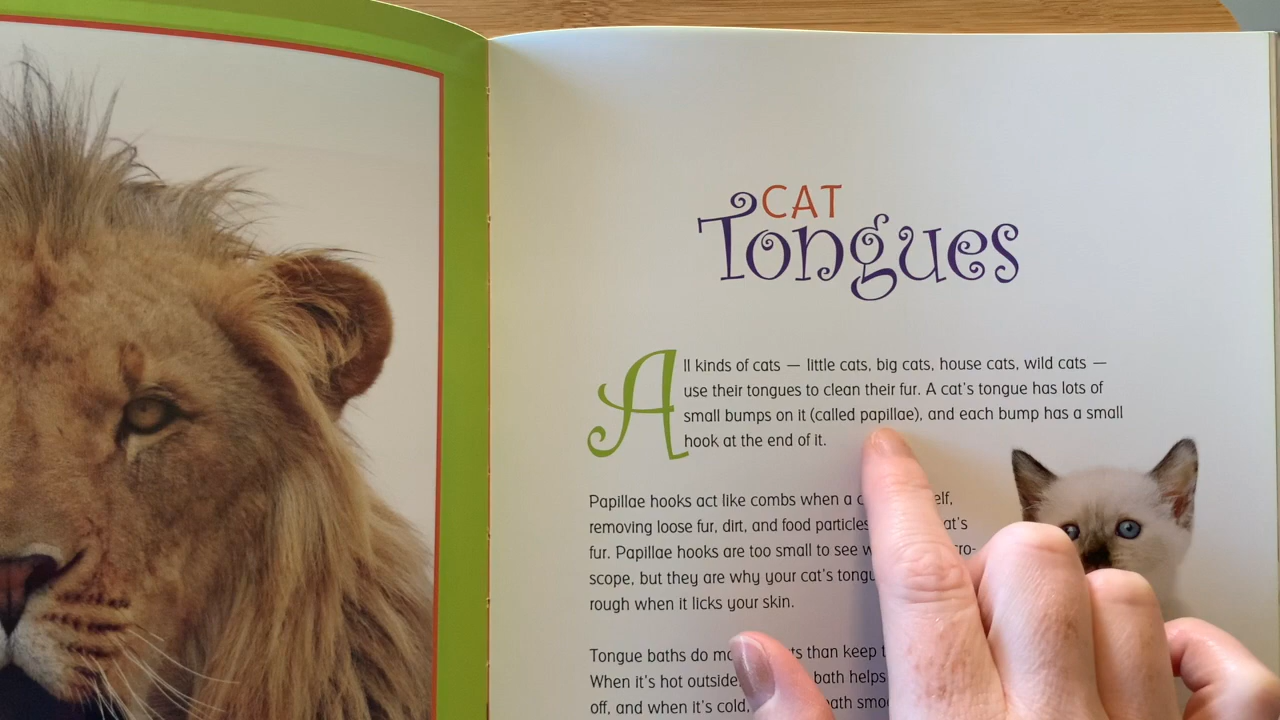 CAT
Tongues
All kinds of cats — little cats, big cats, house cats, wild cats —
use their tongues to clean their fur. A cat's tongue has lots of
small bumps on it (called papillae), and each bump has a small
hook at the end of it.
Papillae hooks act like combs when a
removing loose fur, dirt, and food particles
fur. Papillae hooks are too small to see
scope, but they are why your cat's
rough when it licks your skin.
Tongue baths do than keep
When it's hot outside, bath helps
off, and when it's cold,